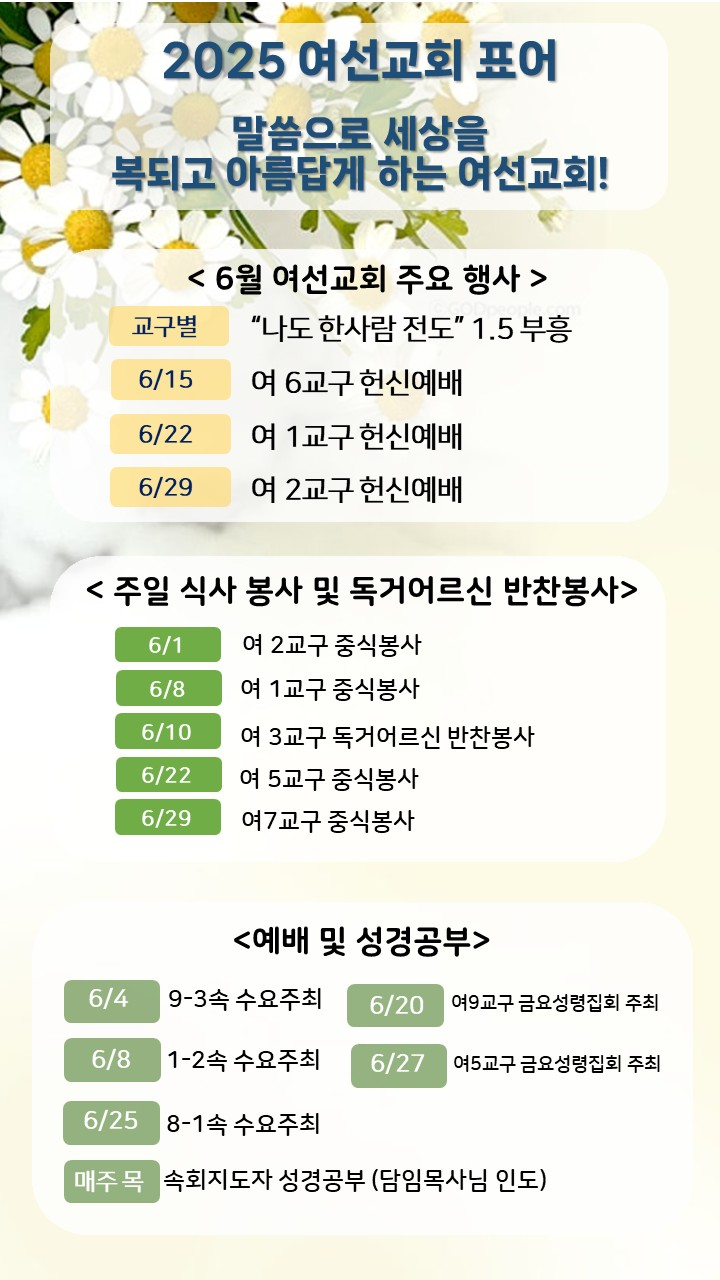 2025 여선교회 표어
말씀으로 세상을
복되고 아름답게 하는 여선교회!
< 6월 여선교회 주요 행사 >
GODpeople.com
교구별 “나도 한사람 전도” 1.5 부흥
6/15 여 6교구 헌신예배
6/22 여 1교구 헌신예배
6/29 여 2교구 헌신예배
< 주일 식사 봉사 및 독거어르신 반찬봉사>
6/1 여 2교구 중식봉사
6/8 여 1교구 중식봉사
6/10 여 3교구 독거어르신 반찬봉사
6/22 여 5교구 중식봉사
6/29 여7교구 중식봉사
<예배 및 성경공부>
6/4 9-3속 수요주최 6/20 여9교구 금요성령집회 주최
6/8 1-2속 수요주최 6/27 여5교구 금요성령집회 주최
6/25 8-1속 수요주최
매주 목 속회지도자 성경공부 (담임목사님 인도)